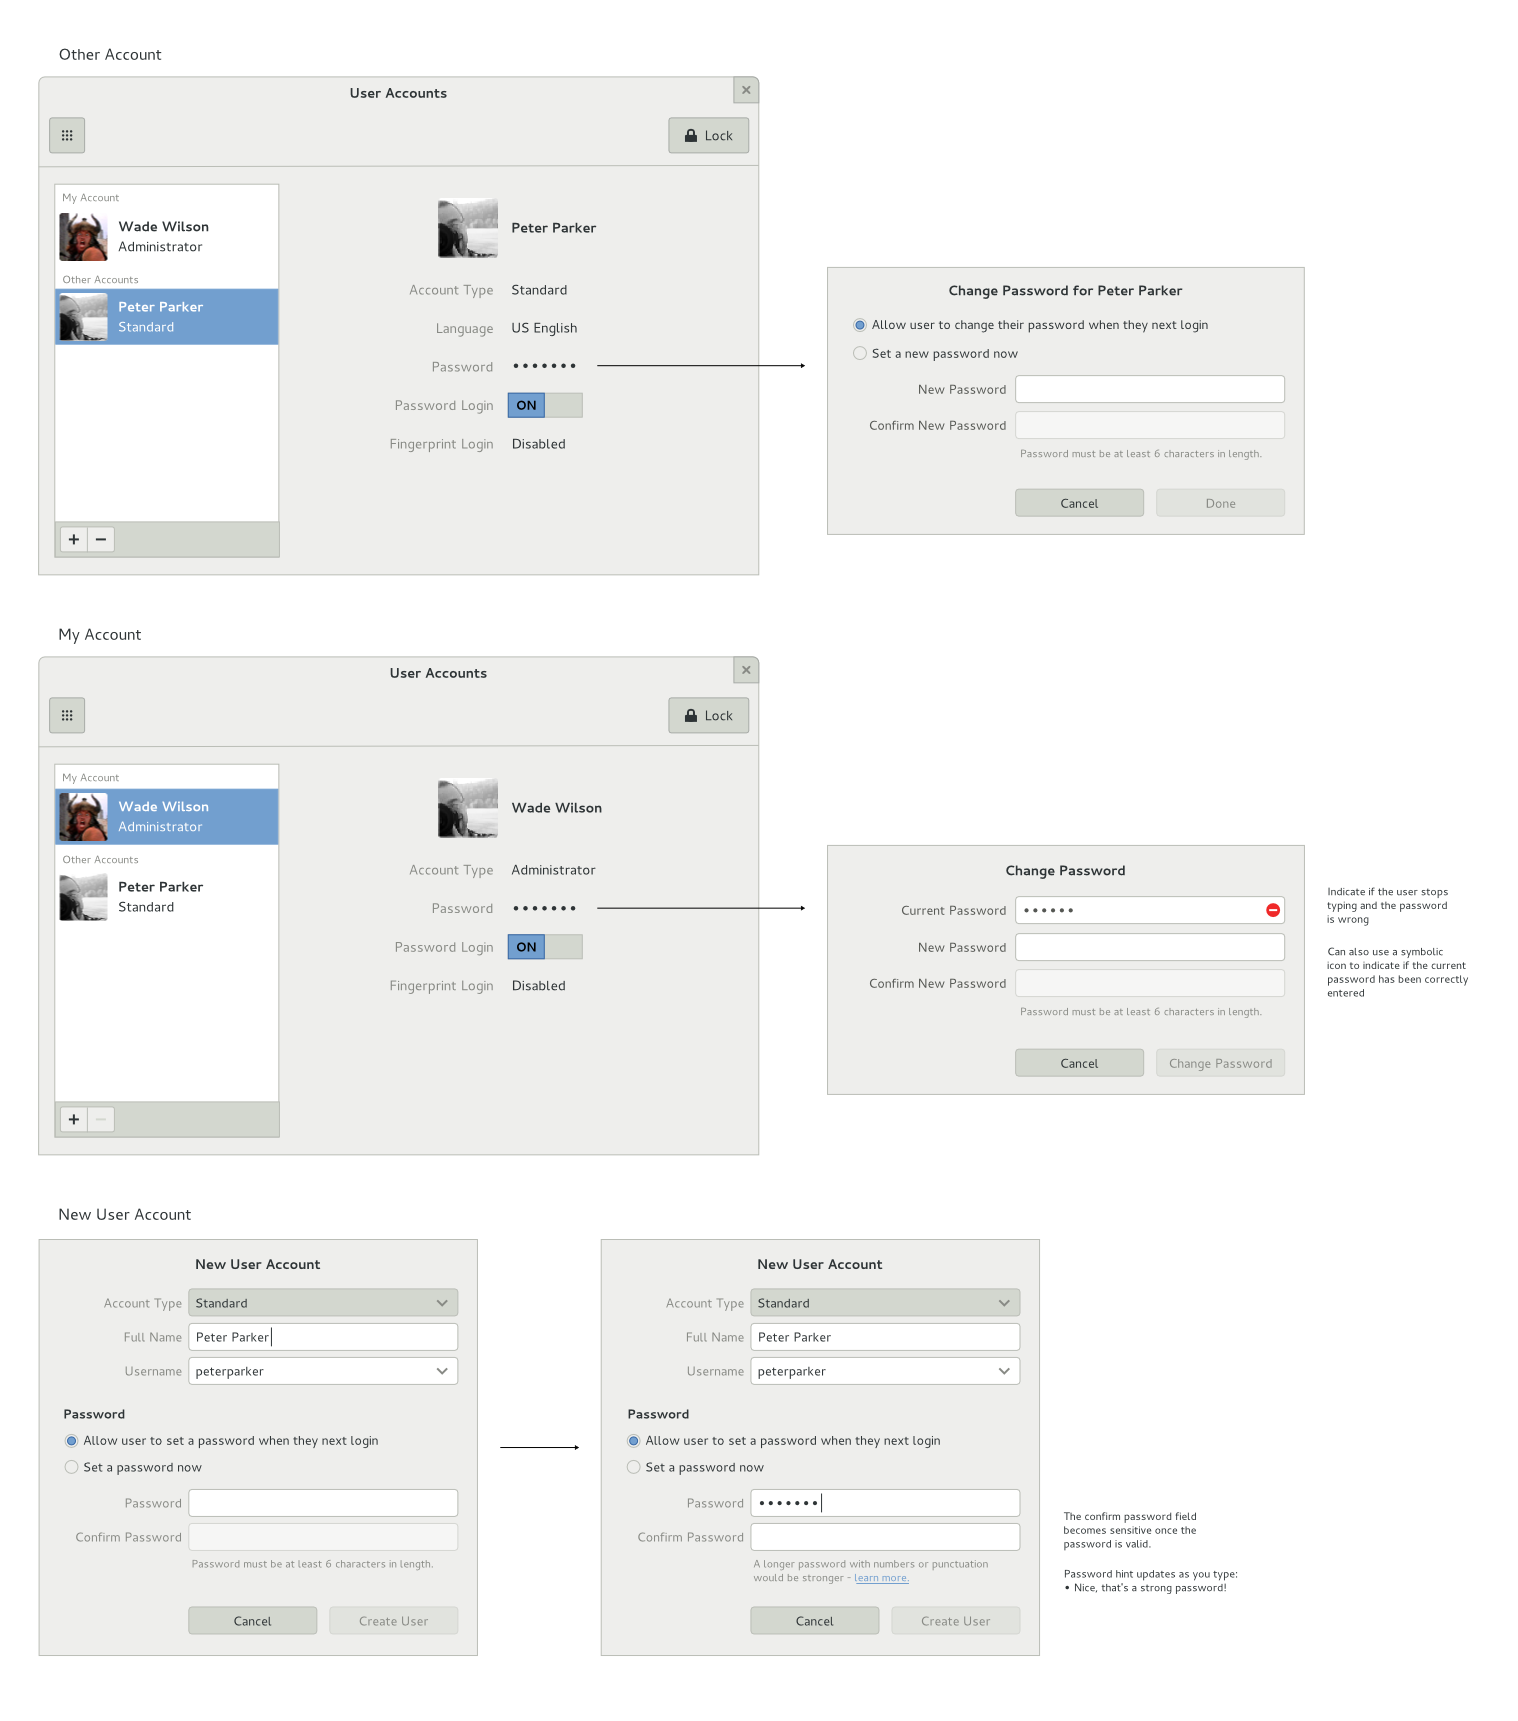 Other Account
User Accounts
Lock
My Account
Wade Wilson
Administrator
Other Accounts
Peter Parker
Standard
Peter Parker
Account Type Standard
Language US English
Password •••••••
Password Login ON
Fingerprint Login Disabled
Change Password for Peter Parker
Allow user to change their password when they next login
Set a new password now
New Password
Confirm New Password
Password must be at least 6 characters in length.
Cancel Done
My Account
User Accounts
Lock
My Account
Wade Wilson
Administrator
Other Accounts
Peter Parker
Standard
Wade Wilson
Account Type Administrator
Password •••••••
Password Login ON
Fingerprint Login Disabled
Change Password
Current Password ••••••
New Password
Confirm New Password
Password must be at least 6 characters in length.
Cancel Change Password
Indicate if the user stops
typing and the password
is wrong
Can also use a symbolic
icon to indicate if the current
password has been correctly
entered
New User Account
New User Account
Account Type Standard
Full Name Peter Parker
Username peterparker
Password
Allow user to set a password when they next login
Set a password now
Password
Confirm Password
Password must be at least 6 characters in length.
Cancel Create User
New User Account
Account Type Standard
Full Name Peter Parker
Username peterparker
Password
Allow user to set a password when they next login
Set a password now
Password •••••••
Confirm Password
A longer password with numbers or punctuation
would be stronger - learn more.
Cancel Create User
The confirm password field
becomes sensitive once the
password is valid.
Password hint updates as you type:
• Nice, that's a strong password!